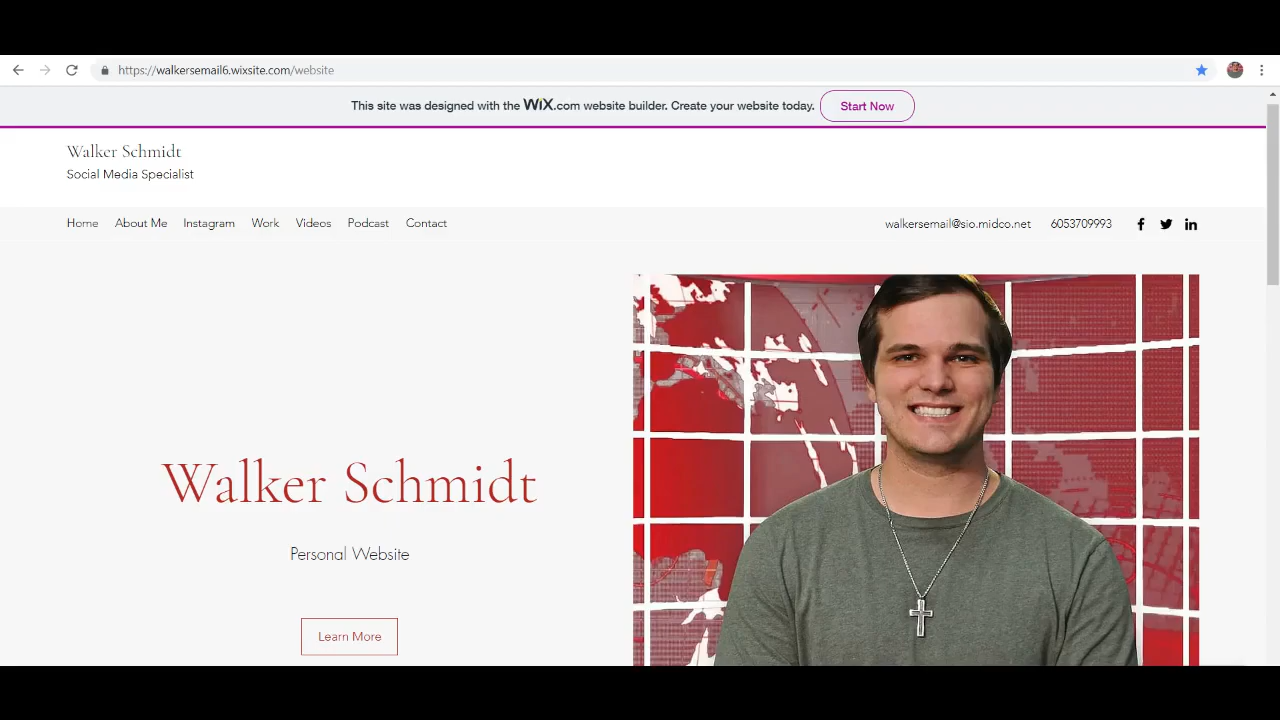 https://walkersemail6.wixsite.com/website
This site was designed with the WiX.com website builder. Create your website today. Start Now
Walker Schmidt
Social Media Specialist
Home About Me Instagram Work Videos Podcast Contact walkersemail@sio.midco.net 6053709993
Walker Schmidt
Personal Website
Learn More